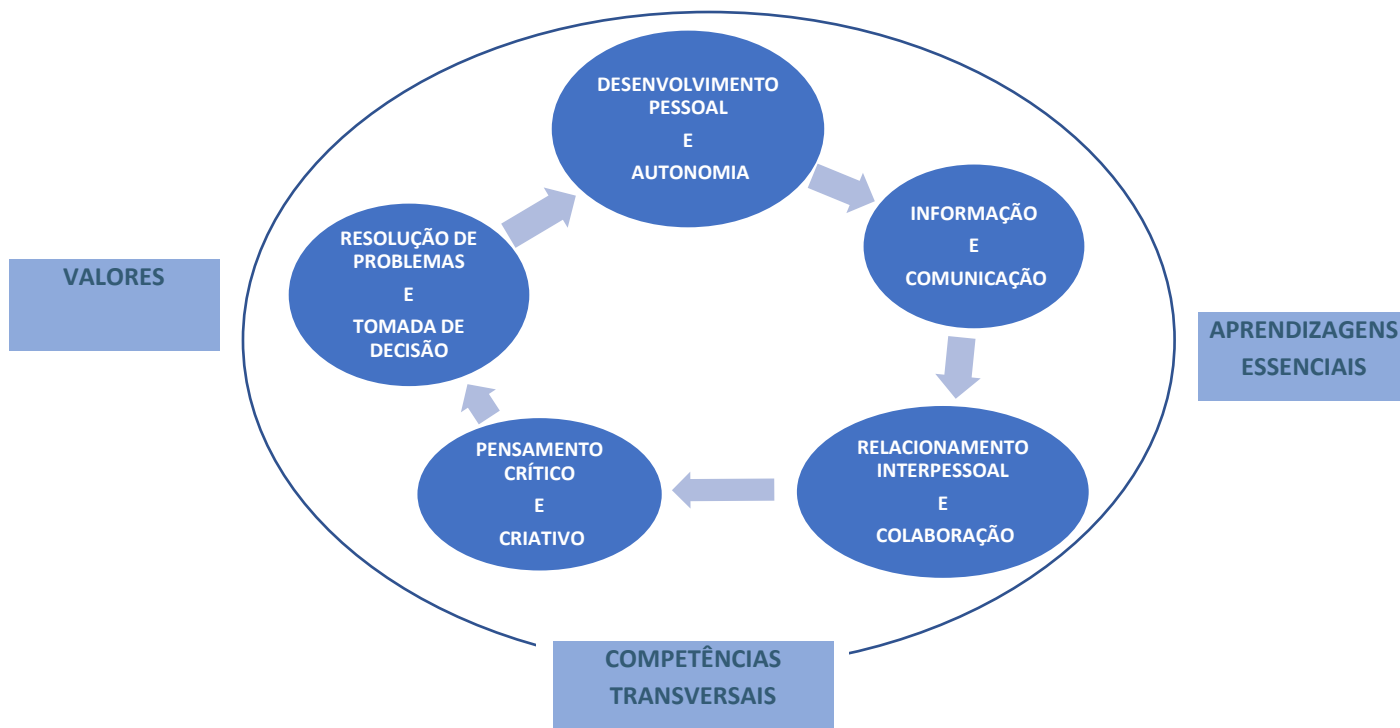 DESENVOLVIMENTO
PESSOAL
E
AUTONOMIA
INFORMAÇÃO
E
COMUNICAÇÃO
RELACIONAMENTO
INTERPESSOAL
E
COLABORAÇÃO
PENSAMENTO
CRÍTICO
E
CRIATIVO
RESOLUÇÃO DE
PROBLEMAS
E
TOMADA DE
DECISÃO
VALORES
APRENDIZAGENS
ESSENCIAIS
COMPETÊNCIAS
TRANSVERSAIS